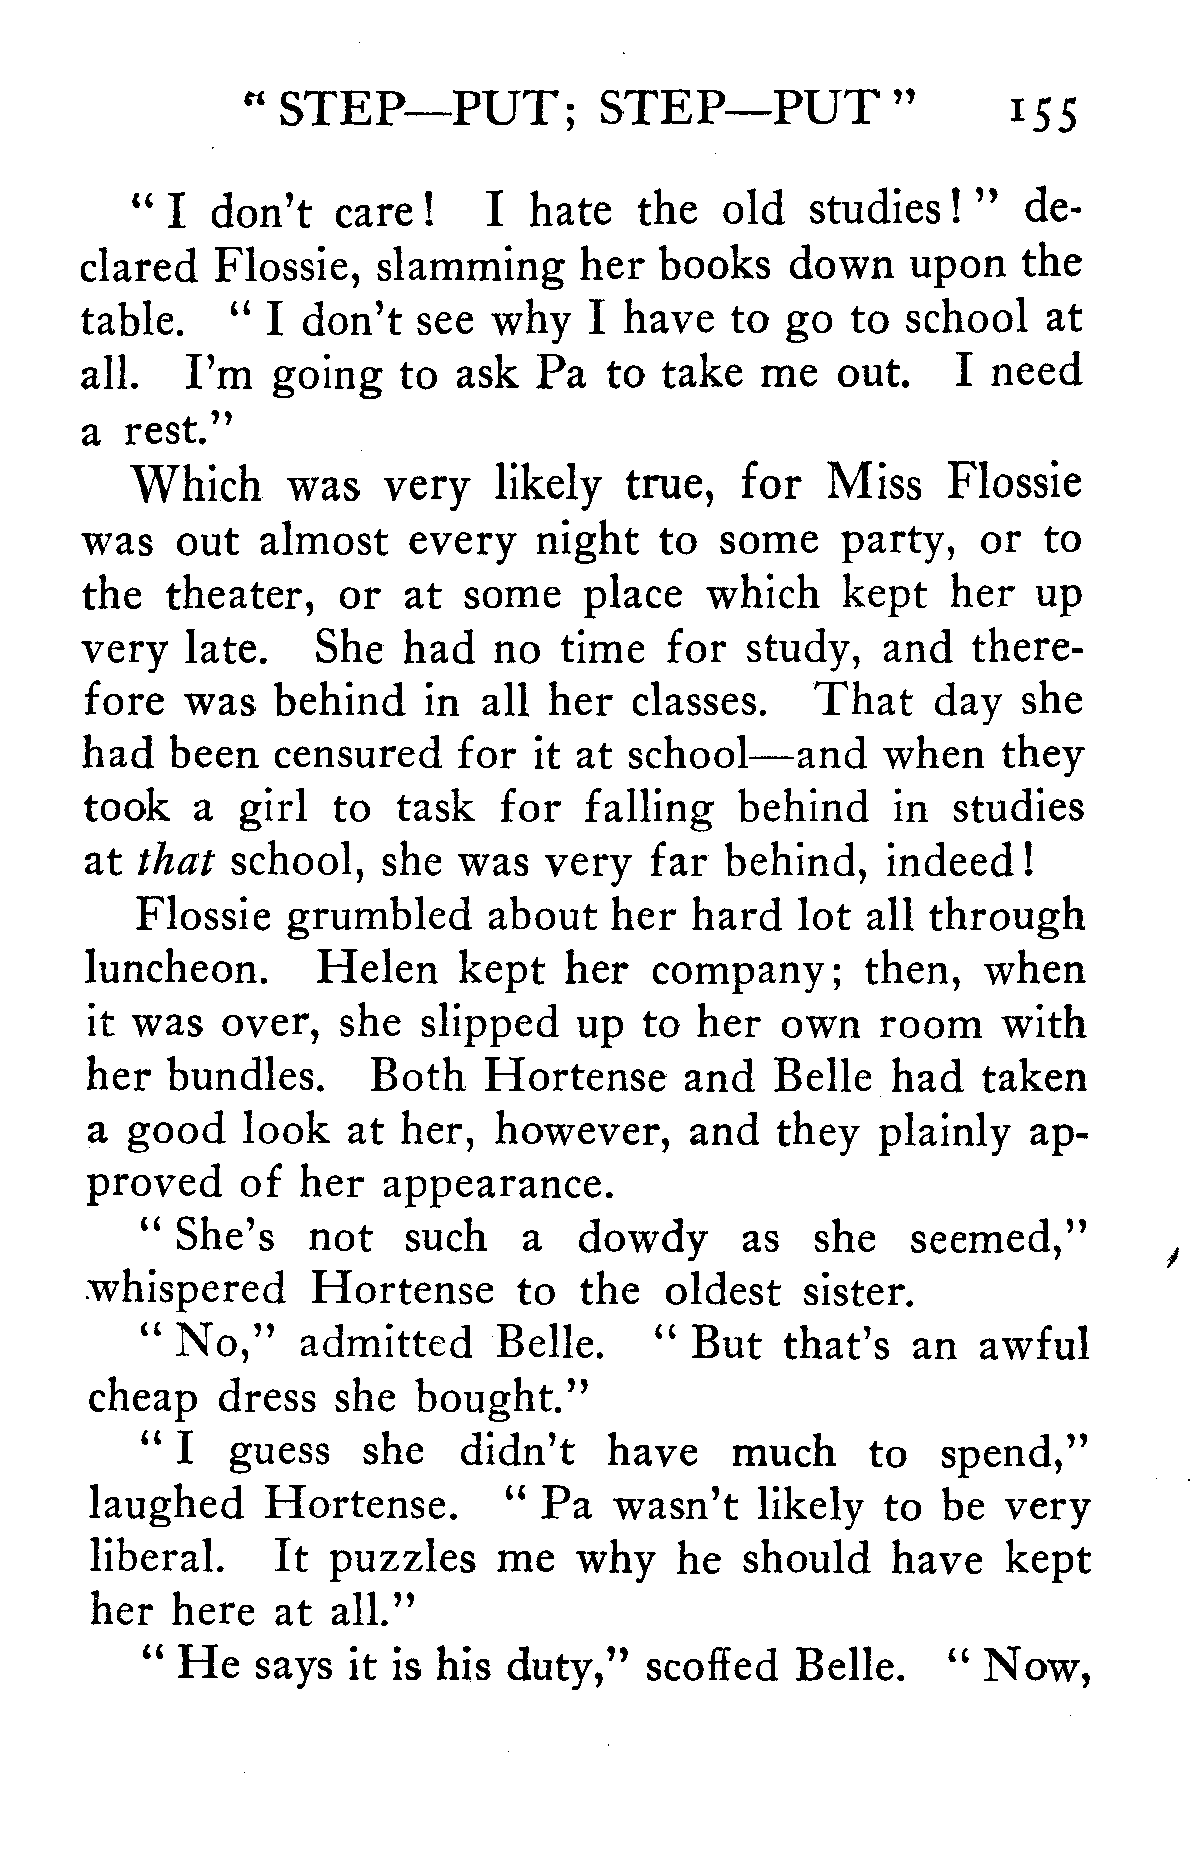 " STEP—PUT; STEP—PUT " 155
" I don't care! I hate the old studies! " de-
clared Flossie, slamming her books down upon the
table. " I don't see why I have to go to school at
all. I'm going to ask Pa to take me out. I need
a rest."
Which was very likely true, for Miss Flossie
was out almost every night to some party, or to
the theater, or at some place which kept her up
very late. She had no time for study, and there-
fore was behind in all her classes. That day she
had been censured for it at school—and when they
took a girl to task for falling behind in studies
at that school, she was very far behind, indeed!
Flossie grumbled about her hard lot all through
luncheon. Helen kept her company; then, when
it was over, she slipped up to her own room with
her bundles. Both Hortense and Belle had taken
a good look at her, however, and they plainly ap-
proved of her appearance.
" She's not such a dowdy as she seemed,"
whispered Hortense to the oldest sister.
" No," admitted Belle. " But that's an awful
cheap dress she bought."
" I guess she didn't have much to spend,"
laughed Hortense. " Pa wasn't likely to be very
liberal. It puzzles me why he should have kept
her here at all."
" He says it is his duty," scoffed Belle. " Now,